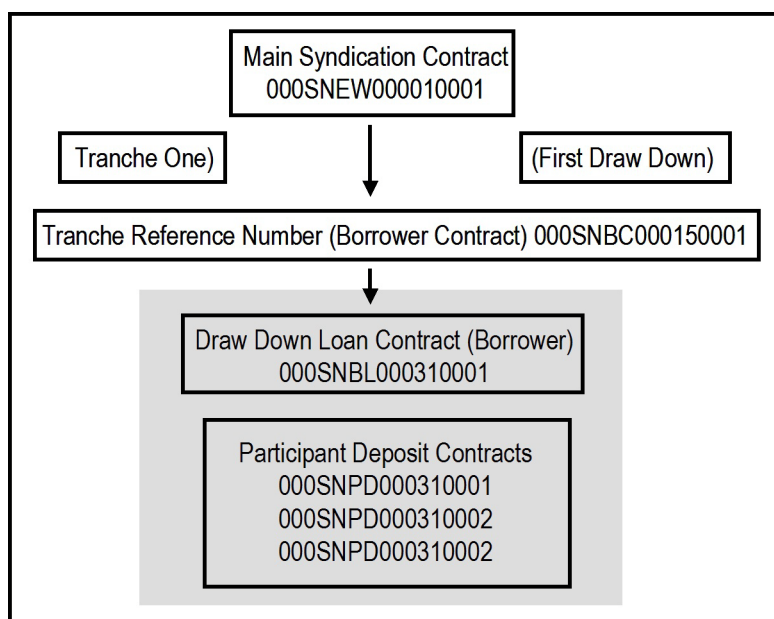 Main Syndication Contract
000SNEW000010001
Tranche One)
(First Draw Down)
Tranche Reference Number (Borrower Contract) 000SNBC000150001
Draw Down Loan Contract (Borrower)
000SNBL000310001
Participant Deposit Contracts
000SNPD000310001
000SNPD000310002
000SNPD000310002